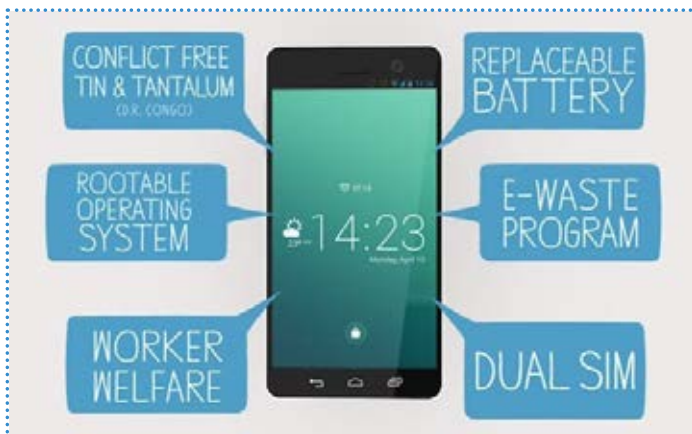 CONFLICT FREE
TIN & TANTALUM
(D.R. CONGO)
REPLACEABLE
BATTERY
ROOTABLE
OPERATING
SYSTEM
E-WASTE
PROGRAM
14:23
WORKER
WELFARE
DUAL SIM